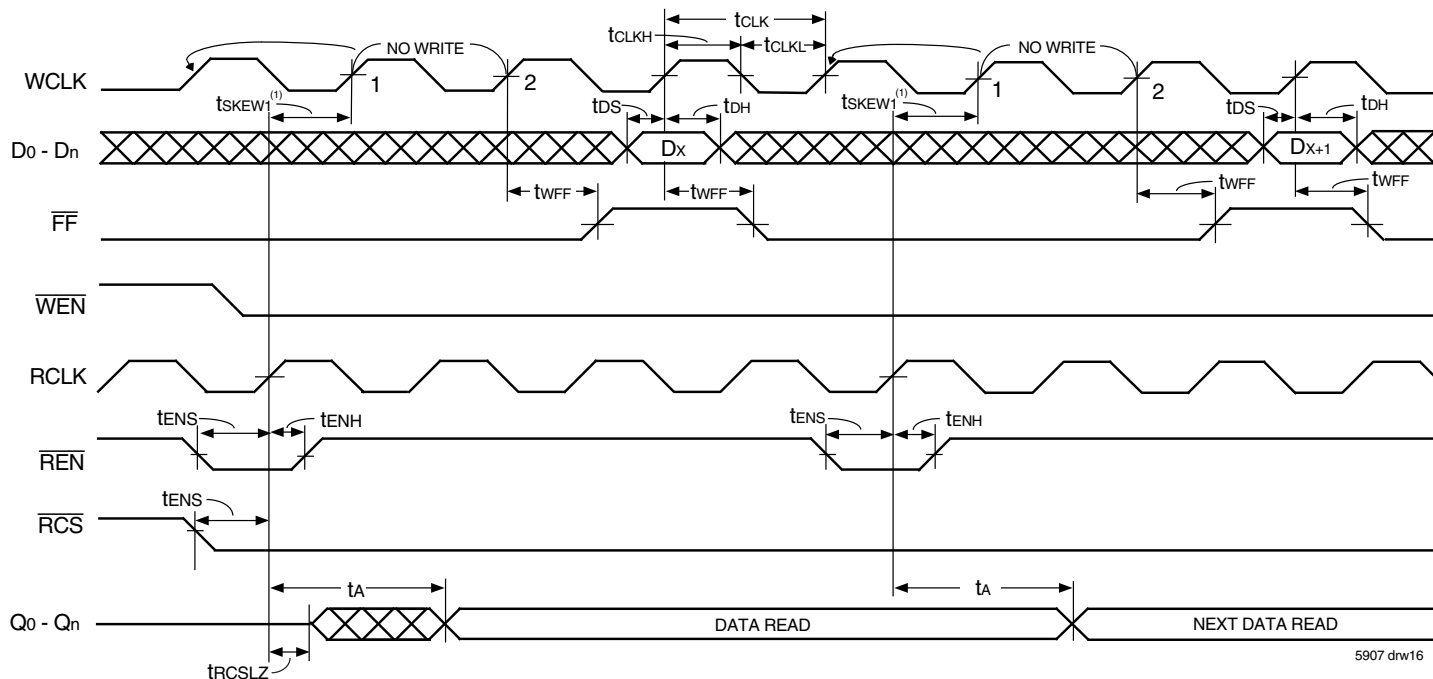 tCLK
tCLKH
tCLKL
NO WRITE
NO WRITE
WCLK
1
2
1
2
tSKEW1(1)
tDS
tDH
tSKEW1(1)
tDS
tDH
D0 - Dn
DX
DX+1
tWFF
tWFF
tWFF
tWFF
FF
WEN
RCLK
tENS
tENH
tENS
tENH
REN
tENS
RCS
tA
tA
Q0 - Qn
DATA READ
NEXT DATA READ
tRCSLZ
5907 drw16